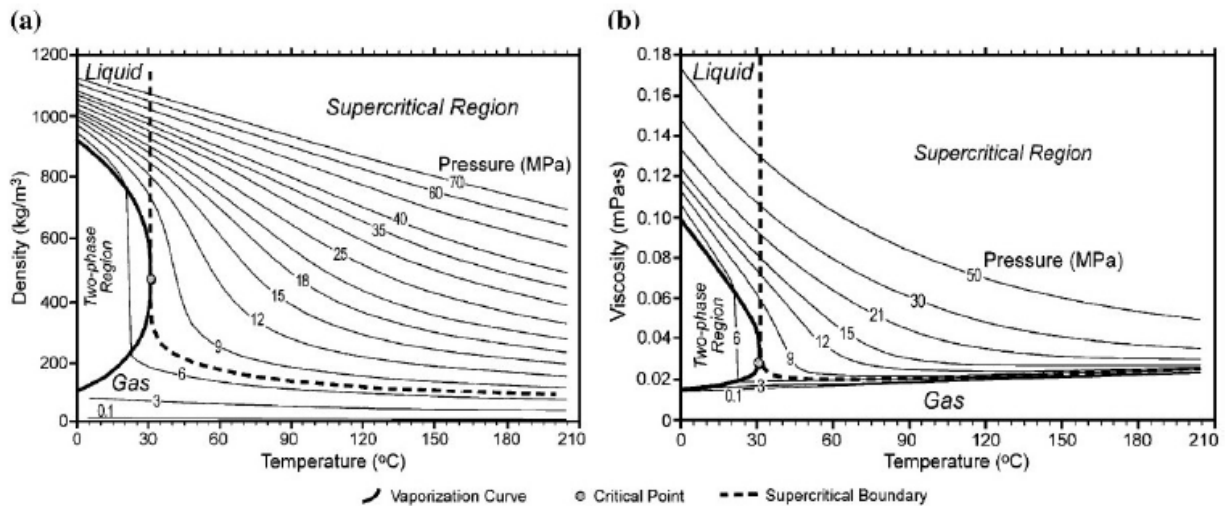 (a)
1200
1000
800
600
400
200
100
0
Density (kg/m³)
Liquid
Supercritical Region
Pressure (MPa)
70
60
40
35
25
18
15
12
9
6
3
0.1
Two-phase
Region
Gas
0 30 60 90 120 150 180 210
Temperature (°C)
(b)
0.18
0.16
0.14
0.12
0.10
0.08
0.06
0.04
0.02
0
Viscosity (mPa•s)
Liquid
Supercritical Region
Pressure (MPa)
50
30
21
15
12
9
6
3
0.1
Two-phase
Region
Gas
0 30 60 90 120 150 180 210
Temperature (°C)
Vaporization Curve Critical Point Supercritical Boundary